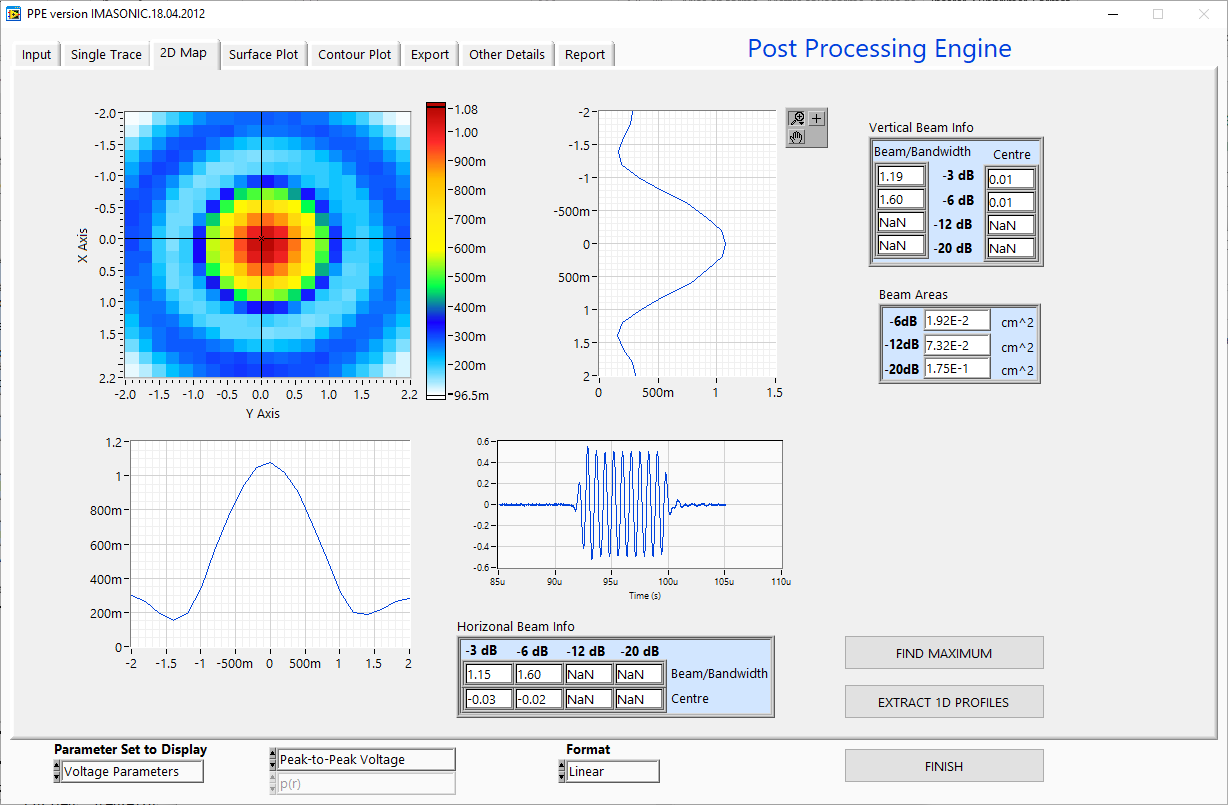 PPE version IMASONIC.18.04.2012
Input Single Trace 2D Map Surface Plot Contour Plot Export Other Details Report
Post Processing Engine
-2.0
-1.5
-1.0
-0.5
0.0
0.5
1.0
1.5
2.2
X Axis
-2.0 -1.5 -1.0 -0.5 0.0 0.5 1.0 1.5 2.2
Y Axis
1.08
1.00
900m
800m
700m
600m
500m
400m
300m
200m
96.5m
-2
-1.5
-1
-500m
0
500m
1
1.5
2
0 500m 1 1.5
Vertical Beam Info
Beam/Bandwidth Centre
1.19 -3 dB 0.01
1.60 -6 dB 0.01
NaN -12 dB NaN
NaN -20 dB NaN
Beam Areas
-6dB 1.92E-2 cm^2
-12dB 7.32E-2 cm^2
-20dB 1.75E-1 cm^2
1.2
1
800m
600m
400m
200m
0
-2 -1.5 -1 -500m 0 500m 1 1.5 2
0.6
0.4
0.2
0
-0.2
-0.4
-0.6
85u 90u 95u 100u 105u 110u
Time (s)
Horizonal Beam Info
-3 dB -6 dB -12 dB -20 dB
1.15 1.60 NaN NaN Beam/Bandwidth
-0.03 -0.02 NaN NaN Centre
FIND MAXIMUM
EXTRACT 1D PROFILES
FINISH
Parameter Set to Display
Voltage Parameters
Peak-to-Peak Voltage
p(r)
Format
Linear